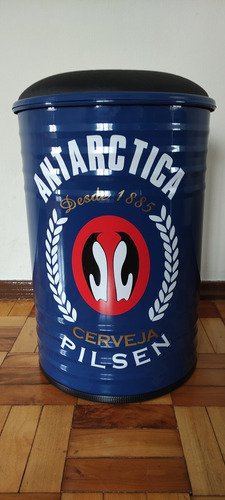 ANTARCTICA
Desde 1885
CERVEJA
PILSEN